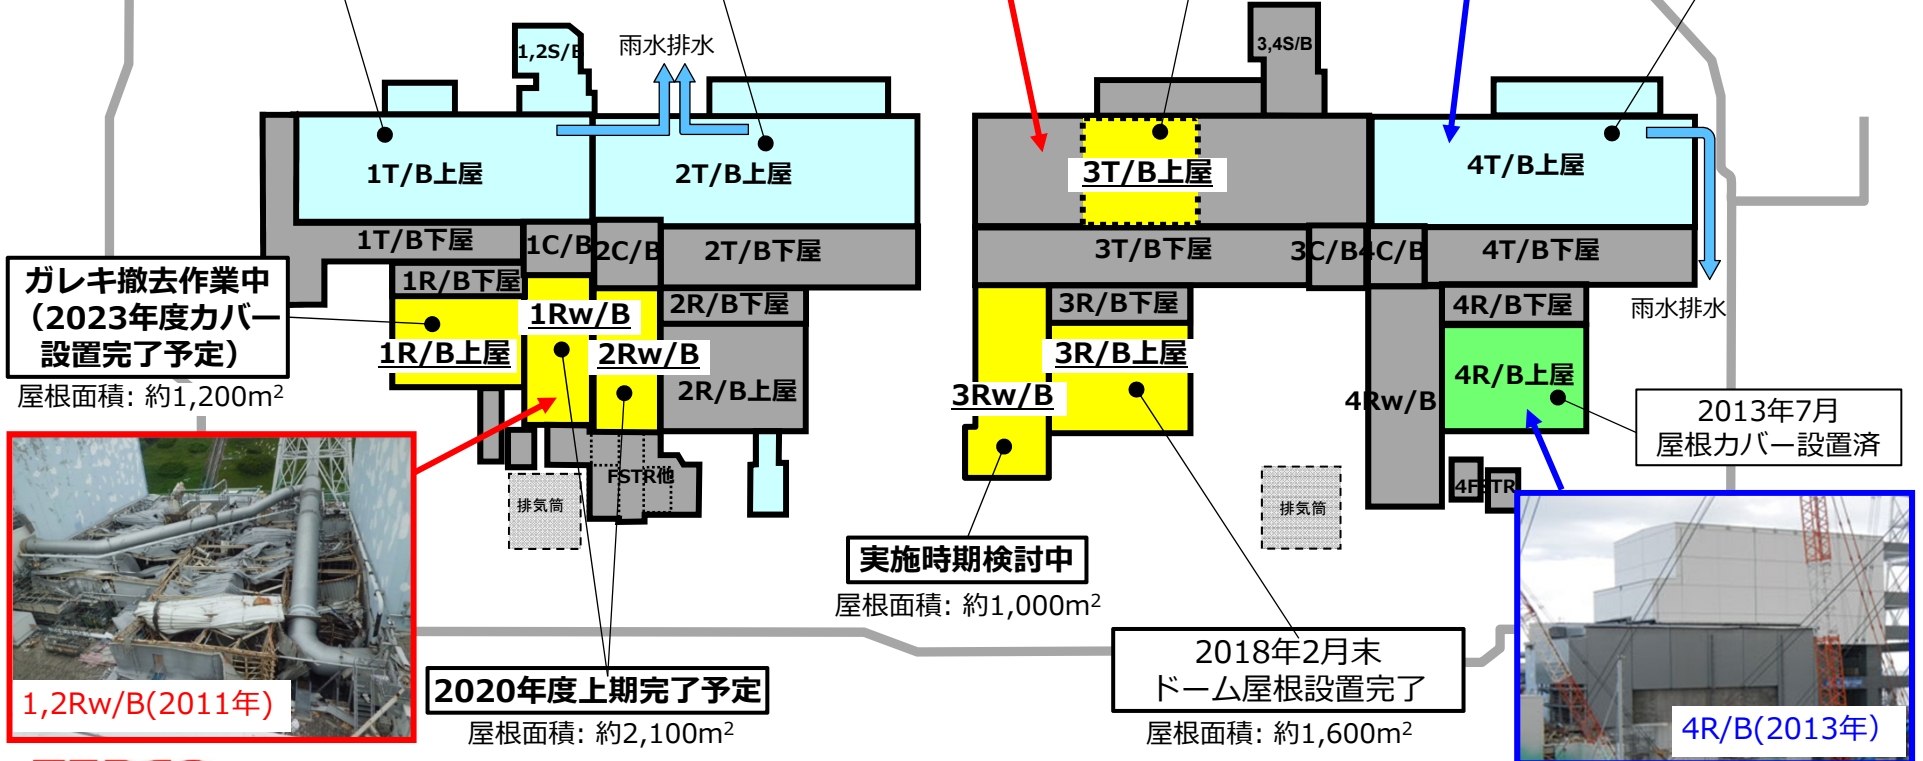 1,2S/B
雨水排水
3,4S/B
1T/B上屋
2T/B上屋
3T/B上屋
4T/B上屋
1T/B下屋
1C/B
2C/B
2T/B下屋
3T/B下屋
3C/B
4C/B
4T/B下屋
ガレキ撤去作業中
（2023年度カバー
設置完了予定）
屋根面積: 約1,200m²
1R/B下屋
1Rw/B
2R/B下屋
3R/B下屋
4R/B下屋
雨水排水
1R/B上屋
2Rw/B
2R/B上屋
3R/B上屋
3Rw/B
4Rw/B
4R/B上屋
2013年7月
屋根カバー設置済
FSTR他
排気筒
排気筒
4FSTR
実施時期検討中
屋根面積: 約1,000m²
1,2Rw/B(2011年)
2020年度上期完了予定
屋根面積: 約2,100m²
2018年2月末
ドーム屋根設置完了
屋根面積: 約1,600m²
4R/B(2013年）